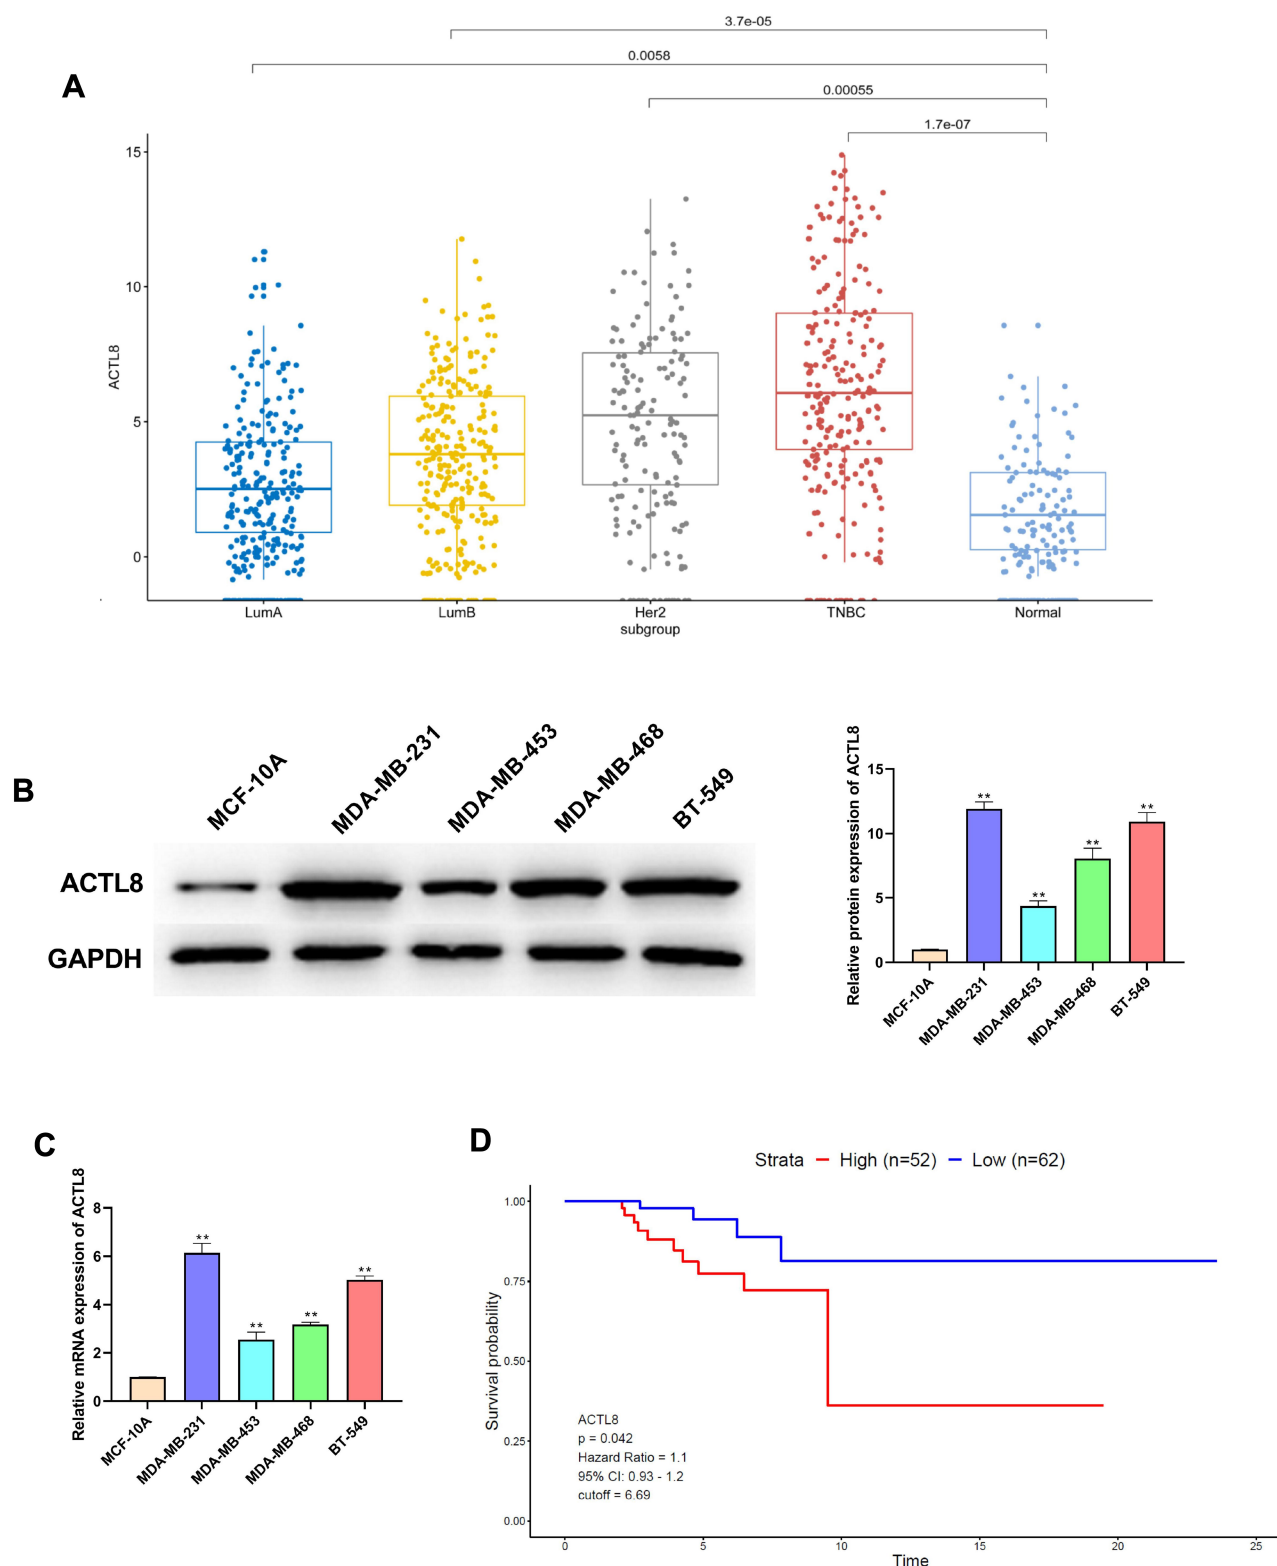 3.7e-05
0.0058
A
0.00055
1.7e-07
15
10
5
0
ACTL8
LumA LumB Her2 TNBC Normal
subgroup
B
MCF-10A MDA-MB-231 MDA-MB-453 MDA-MB-468 BT-549
ACTL8
GAPDH
Relative protein expression of ACTL8
15
10
5
0
** ** ** **
MCF-10A MDA-MB-231 MDA-MB-453 MDA-MB-468 BT-549
C
Relative mRNA expression of ACTL8
8
6
4
2
0
** ** ** **
MCF-10A MDA-MB-231 MDA-MB-453 MDA-MB-468 BT-549
D
Strata High (n=52) Low (n=62)
Survival probability
1.00
0.75
0.50
0.25
0.00
ACTL8
p = 0.042
Hazard Ratio = 1.1
95% CI: 0.93 - 1.2
cutoff = 6.69
0 5 10 15 20 25
Time